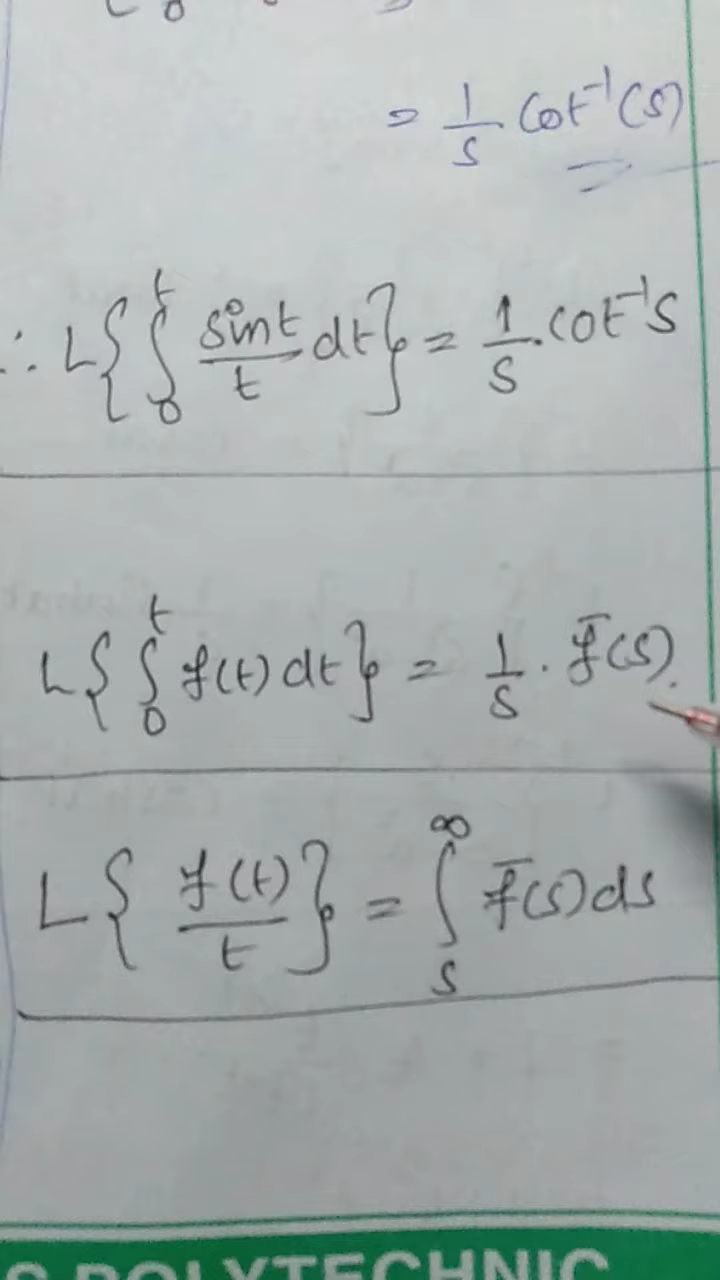 = 1/s . Cot⁻¹(s)
∴ L{∫₀ᵗ sint/t dt} = 1/s . cot⁻¹s
L{∫₀ᵗ f(t) dt} = 1/s . f̄(s).
L{f(t)/t} = ∫ₛ^∞ f̄(s) ds
S POLYTECHNIC